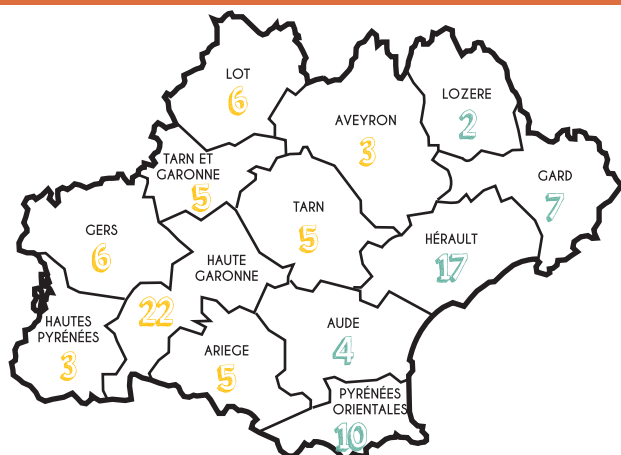 LOT
6
LOZERE
2
AVEYRON
3
TARN ET
GARONNE
5
GARD
7
TARN
5
GERS
6
HÉRAULT
17
HAUTE
GARONNE
22
HAUTES
PYRÉNÉES
3
ARIEGE
5
AUDE
4
PYRÉNÉES
ORIENTALES
10